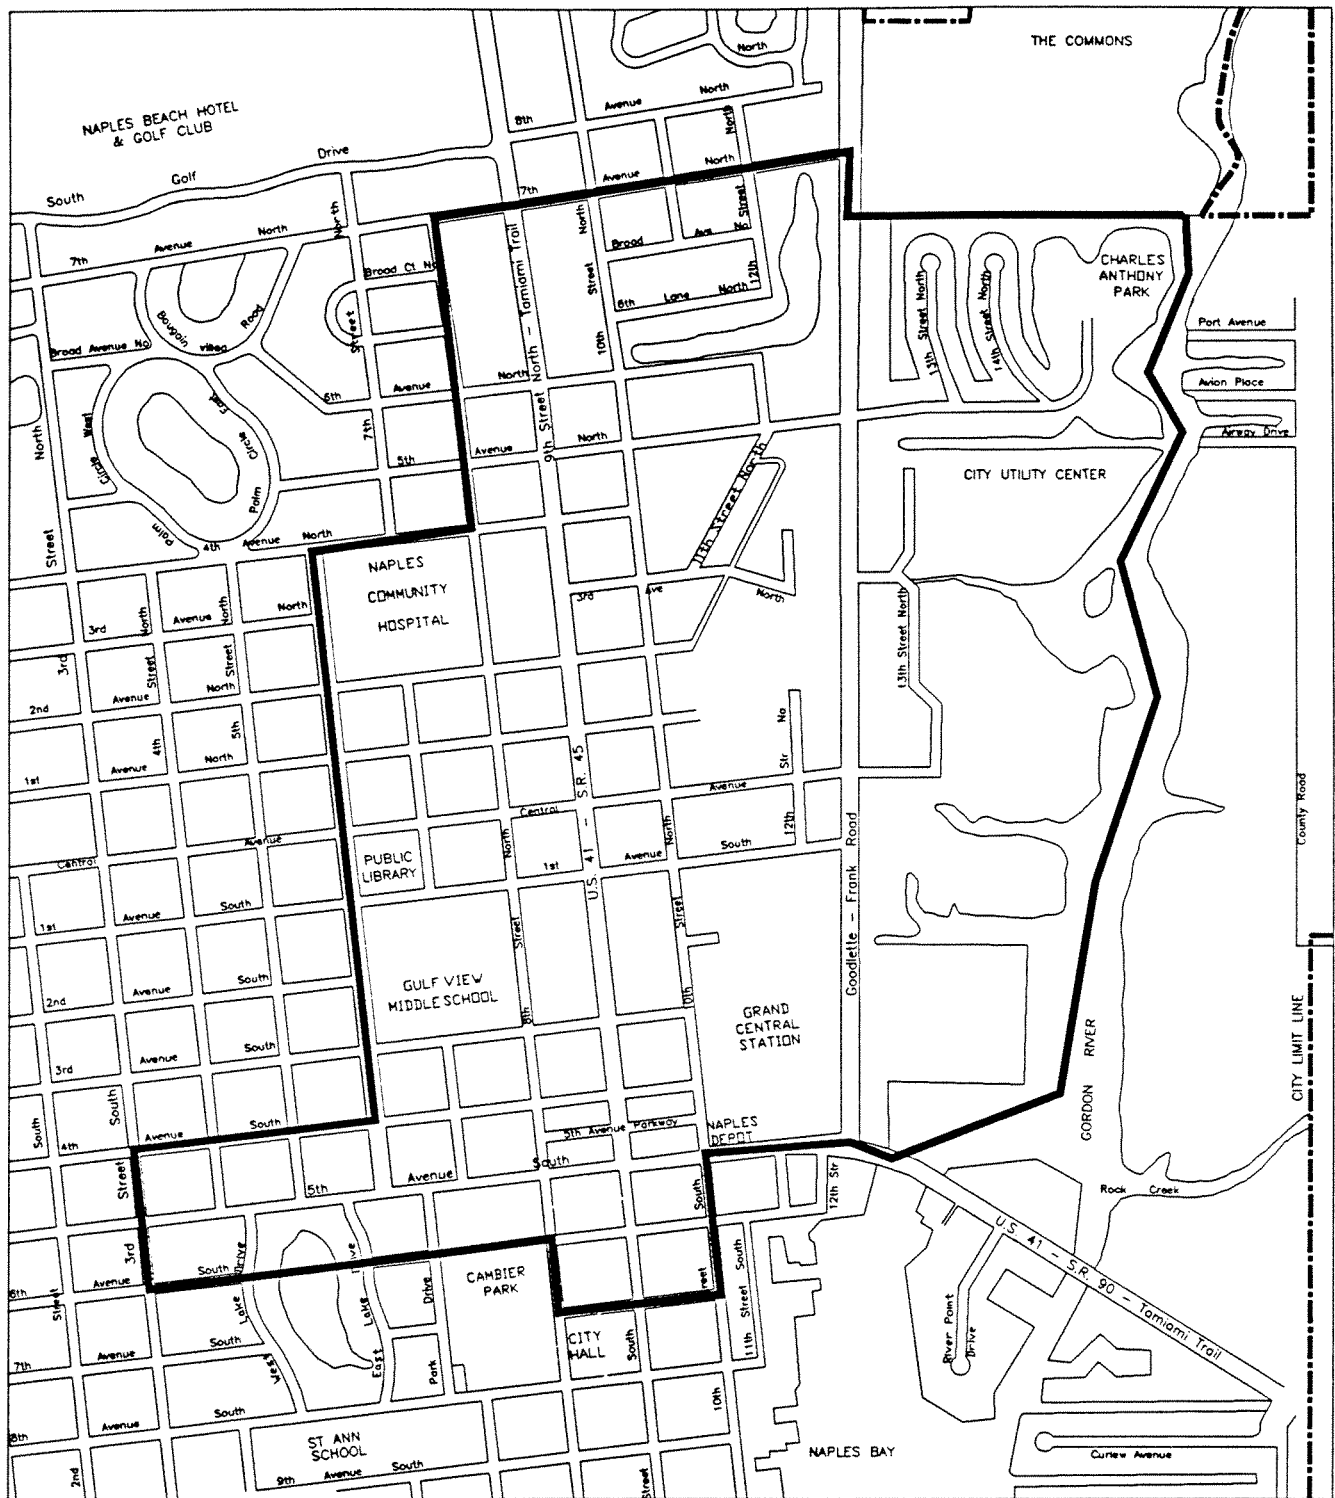 THE COMMONS
North
NAPLES BEACH HOTEL
& GOLF CLUB
8th Avenue North
North
South Golf Drive
7th Avenue North
Street
North
7th Avenue North
North
Broad Ct No
Street
Bougain villea Road
Broad Avenue No
Tamiami Trail
North
Street
10th
Broad Ave No
6th Lane North
12th
CHARLES
ANTHONY
PARK
13th Street North
14th Street North
Port Avenue
Avion Place
Airway Drive
6th Avenue North
7th
5th Avenue North
9th Street North
North
Street
Palm Circle West
Palm Circle East
4th Avenue North
11th Street North
CITY UTILITY CENTER
NAPLES
COMMUNITY
HOSPITAL
3rd Ave North
3rd Avenue North
North
Street
4th
North
Street
5th
3rd
2nd Avenue North
1st Avenue North
13th Street North
12th Str No
U.S. 41 - S.R. 45
Central Avenue
Central Avenue
North
North
1st Avenue South
PUBLIC
LIBRARY
Goodlette - Frank Road
County Road
1st Avenue South
Street
8th
Street
10th
2nd Avenue South
GULF VIEW
MIDDLE SCHOOL
GRAND
CENTRAL
STATION
CITY LIMIT LINE
GORDON RIVER
3rd Avenue South
4th Avenue South
South
South
Street
3rd
5th Avenue Parkway
NAPLES
DEPOT
5th Avenue South
South
12th Str
Rock Creek
U.S. 41 - S.R. 90 - Tamiami Trail
6th Avenue South
Street
CAMBIER
PARK
West Lake Drive
East Lake
Park Drive
CITY
HALL
South
11th Street South
River Point
Drive
7th Avenue South
8th Avenue South
10th
ST ANN
SCHOOL
NAPLES BAY
Curlew Avenue
2nd
9th Avenue South
Street